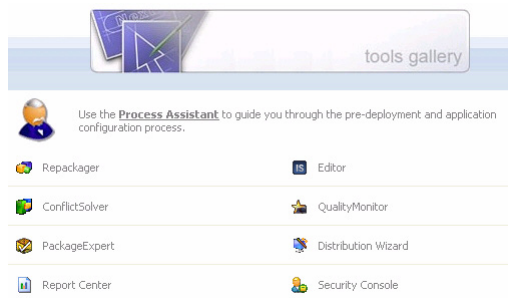 tools gallery
Use the Process Assistant to guide you through the pre-deployment and application
configuration process.
Repackager
IS Editor
ConflictSolver
QualityMonitor
PackageExpert
Distribution Wizard
Report Center
Security Console